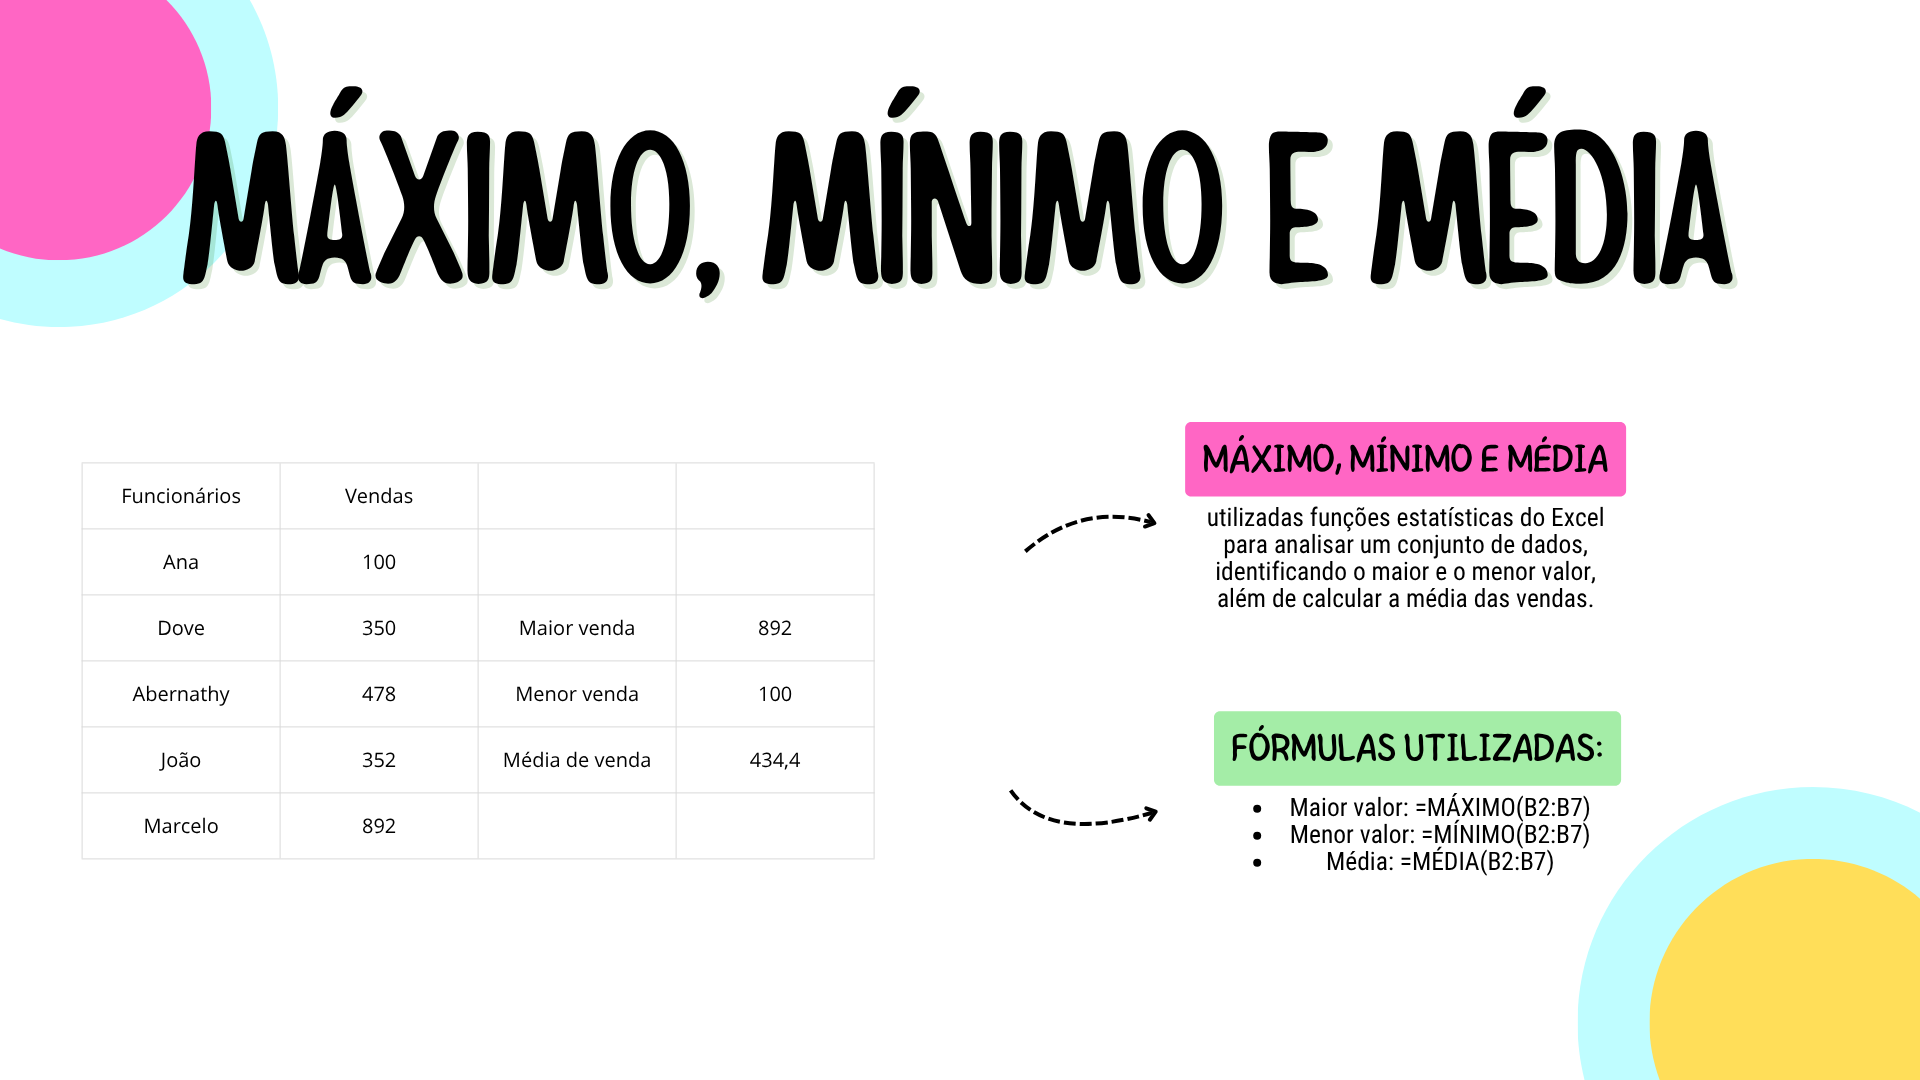 MÁXIMO, MÍNIMO E MÉDIA
Funcionários Vendas
Ana 100
Dove 350 Maior venda 892
Abernathy 478 Menor venda 100
João 352 Média de venda 434,4
Marcelo 892
MÁXIMO, MÍNIMO E MÉDIA
utilizadas funções estatísticas do Excel
para analisar um conjunto de dados,
identificando o maior e o menor valor,
além de calcular a média das vendas.
FÓRMULAS UTILIZADAS:
• Maior valor: =MÁXIMO(B2:B7)
• Menor valor: =MÍNIMO(B2:B7)
• Média: =MÉDIA(B2:B7)